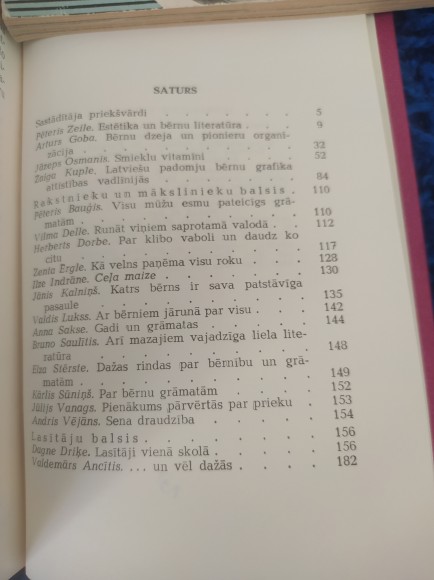 SATURS
Sastādītāja priekšvārdi . . . . . . 5
Pēteris Zeile. Estētika un bērnu literatūra . . . 9
Arturs Goba. Bērnu dzeja un pionieru organi-
zācija . . . . . . . . . 32
Jāzeps Osmanis. Smieklu vitamīni . . . . 52
Zaiga Kuple. Latviešu padomju bērnu grafika
attīstības vadlīnijās . . . . . . 84
Rakstnieku un mākslinieku balsis . 110
Pēteris Bauģis. Visu mūžu esmu pateicīgs grā-
matām . . . . . . . . 110
Vilma Delle. Runāt viņiem saprotamā valodā . . 112
Herberts Dorbe. Par klibo vaboli un daudz ko
citu . . . . . . . . . 117
Zenta Ērgle. Kā velns paņēma visu roku . . . 128
Ilze Indrāne. Ceļa maize . . . . . . 130
Jānis Kalniņš. Katrs bērns ir sava patstāvīga
pasaule . . . . . . . . 135
Valdis Lukss. Ar bērniem jārunā par visu . . . 142
Anna Sakse. Gadi un grāmatas . . . . 144
Bruno Saulītis. Arī mazajiem vajadzīga liela lite-
ratūra . . . . . . . . 148
Elza Stērste. Dažas rindas par bērnību un grā-
matām . . . . . . . . 149
Kārlis Sūniņš. Par bērnu grāmatām . . . . 152
Jūlijs Vanags. Pienākums pārvērtās par prieku . 153
Andris Vējāns. Sena draudzība . . . . . 154
Lasītāju balsis . . . . . . . 156
Dagne Driķe. Lasītāji vienā skolā . . . . 156
Valdemārs Ancītis. ... un vēl dažās . . . . 182